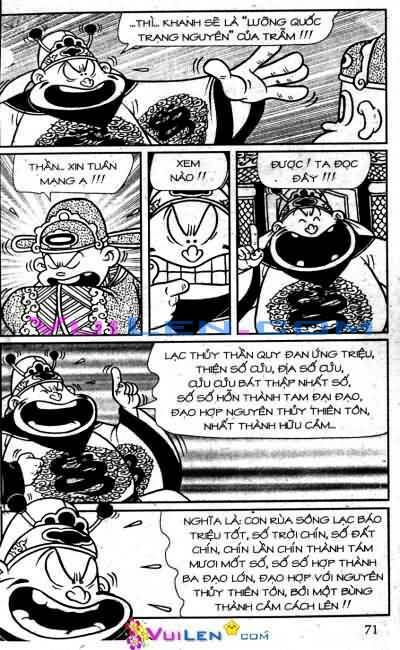 ...THÌ... KHANH SẼ LÀ "LƯỠNG QUỐC
TRẠNG NGUYÊN" CỦA TRẪM !!!
THẦN... XIN TUÂN
MẠNG Ạ !!!
XEM
NÀO !!
ĐƯỢC ! TA ĐỌC
ĐÂY !!!
VuiLen.com
LẠC THỦY THẦN QUY ĐAN ỨNG TRIỆU,
THIÊN SỐ CỬU, ĐỊA SỐ CỬU,
CỬU CỬU BÁT THẬP NHẤT SỐ,
SỐ SỐ HỖN THÀNH TAM ĐẠI ĐẠO,
ĐẠO HỢP NGUYÊN THỦY THIÊN TÔN,
NHẤT THÀNH HỮU CẢM...
NGHĨA LÀ: CON RÙA SÔNG LẠC BÁO
TRIỆU TỐT, SỐ TRỜI CHÍN, SỐ ĐẤT
CHÍN, CHÍN LẦN CHÍN THÀNH TÁM
MƯƠI MỐT SỐ, SỐ SỐ HỢP THÀNH
BA ĐẠO LỚN, ĐẠO HỢP VỚI NGUYÊN
THỦY THIÊN TÔN, BỞI MỘT BÙNG
THÀNH CẢM CÁCH LÊN !!
71
VuiLen.com